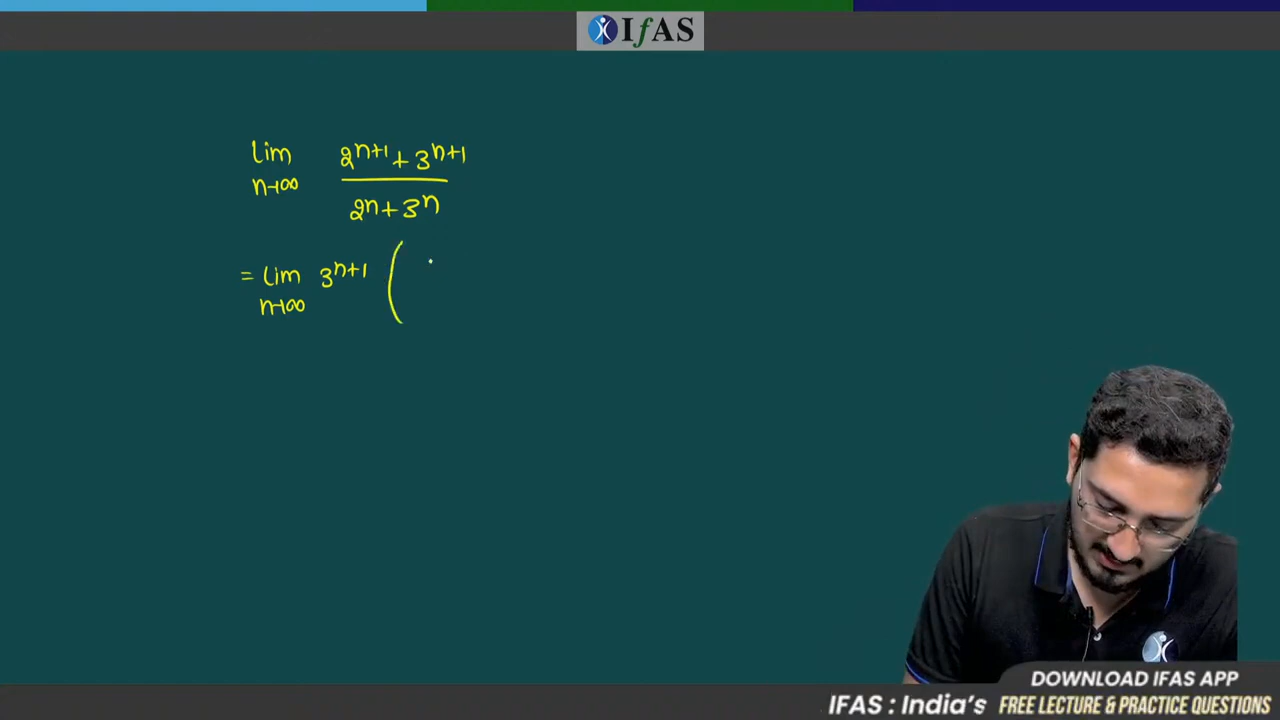 IfAS
lim 2^{n+1} + 3^{n+1}
n→∞ 2^n + 3^n
= lim 3^{n+1} (
n→∞
DOWNLOAD IFAS APP
IFAS : India's FREE LECTURE & PRACTICE QUESTIONS